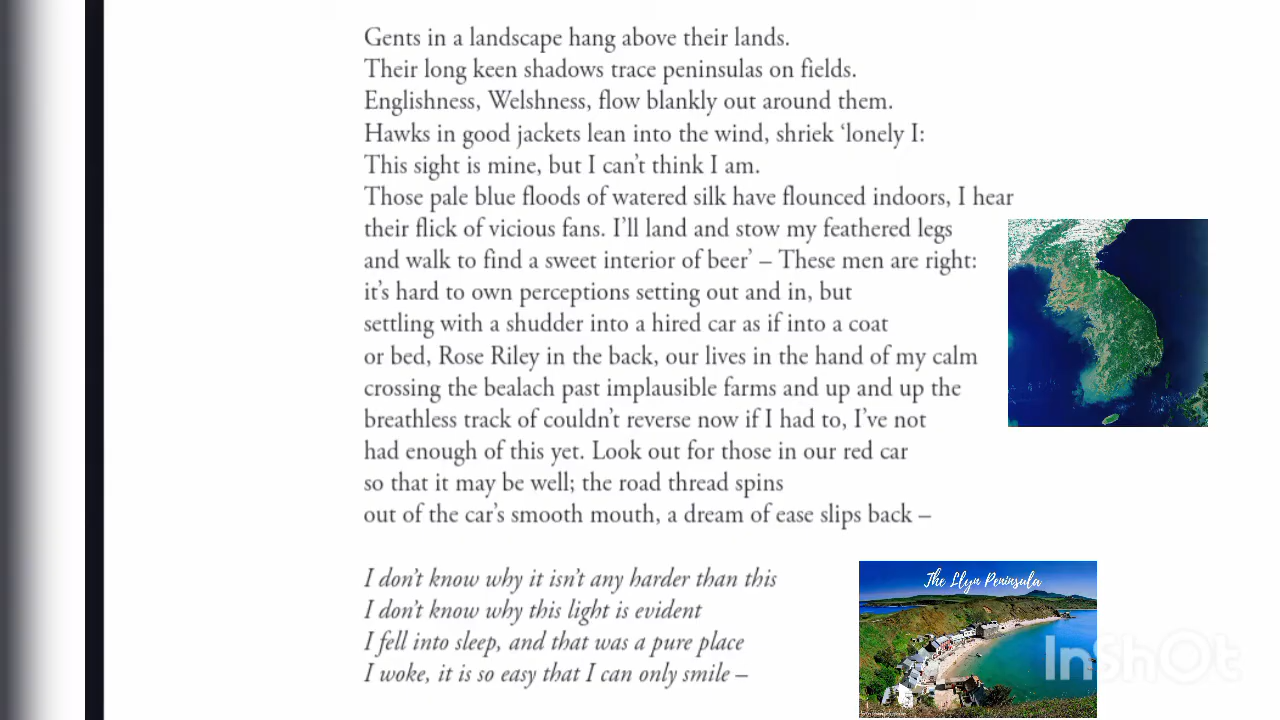 Gents in a landscape hang above their lands.
Their long keen shadows trace peninsulas on fields.
Englishness, Welshness, flow blankly out around them.
Hawks in good jackets lean into the wind, shriek ‘lonely I:
This sight is mine, but I can’t think I am.
Those pale blue floods of watered silk have flounced indoors, I hear
their flick of vicious fans. I’ll land and stow my feathered legs
and walk to find a sweet interior of beer’ – These men are right:
it’s hard to own perceptions setting out and in, but
settling with a shudder into a hired car as if into a coat
or bed, Rose Riley in the back, our lives in the hand of my calm
crossing the bealach past implausible farms and up and up the
breathless track of couldn’t reverse now if I had to, I’ve not
had enough of this yet. Look out for those in our red car
so that it may be well; the road thread spins
out of the car’s smooth mouth, a dream of ease slips back –
I don’t know why it isn’t any harder than this
I don’t know why this light is evident
I fell into sleep, and that was a pure place
I woke, it is so easy that I can only smile –
The Llyn Peninsula
InShOt